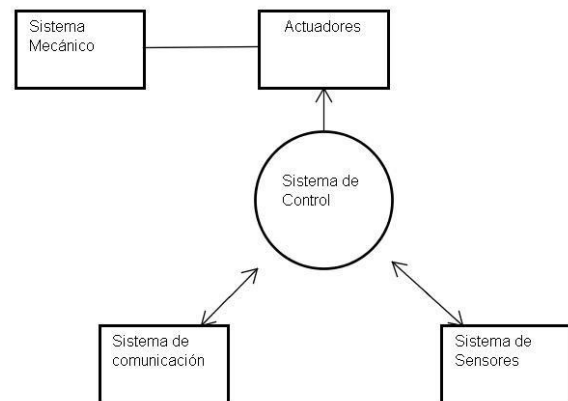 Sistema
Mecánico
Actuadores
Sistema de
Control
Sistema de
comunicación
Sistema de
Sensores